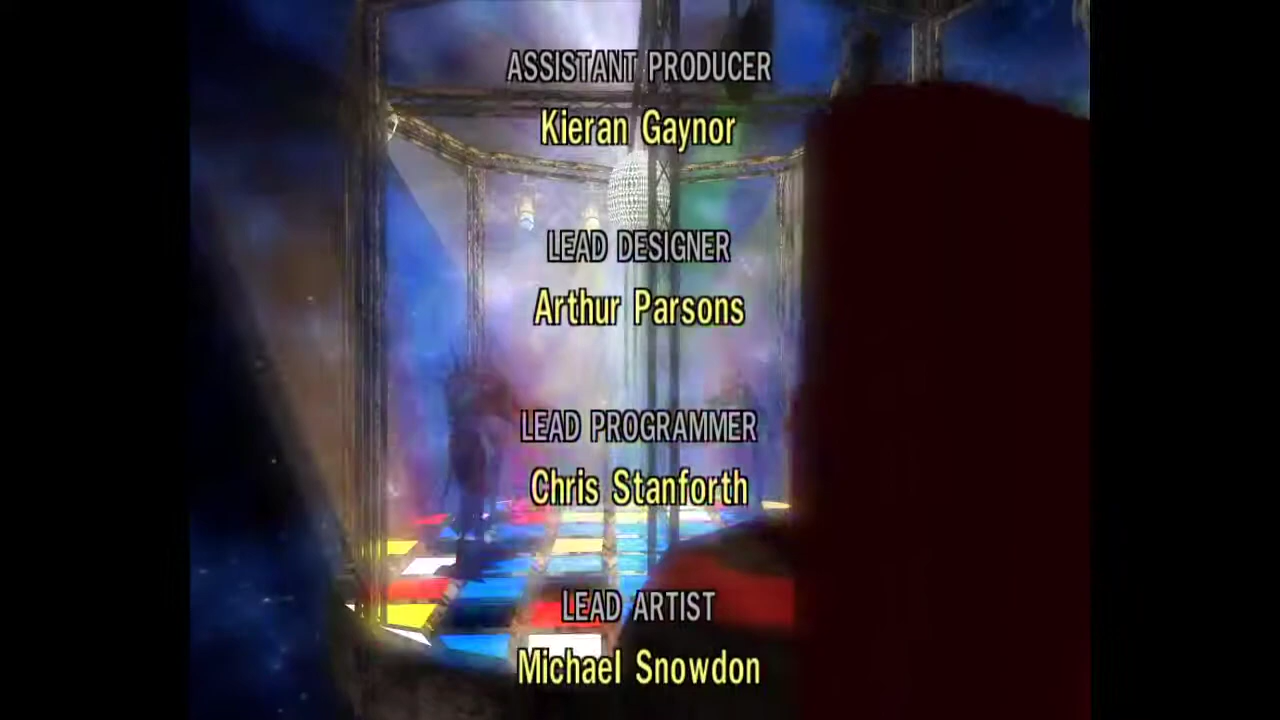 ASSISTANT PRODUCER
Kieran Gaynor
LEAD DESIGNER
Arthur Parsons
LEAD PROGRAMMER
Chris Stanforth
LEAD ARTIST
Michael Snowdon